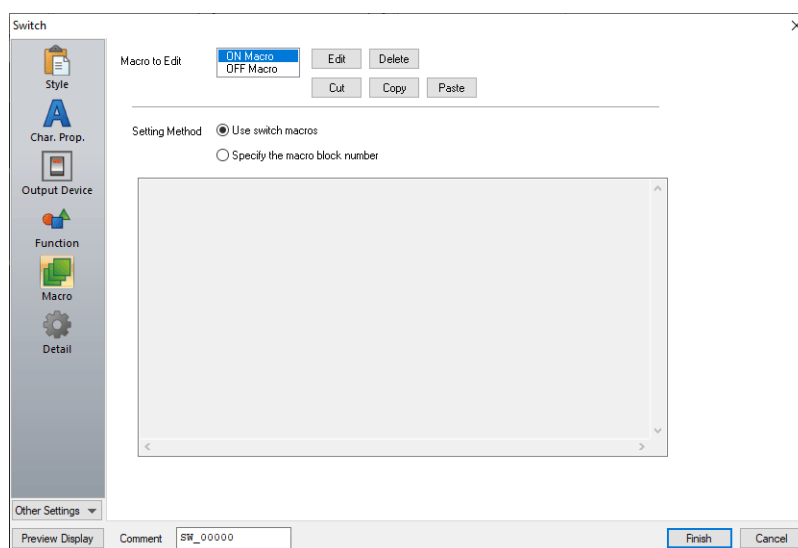 Switch
Style
Char. Prop.
Output Device
Function
Macro
Detail
Other Settings
Preview Display
Macro to Edit
ON Macro
OFF Macro
Edit Delete
Cut Copy Paste
Setting Method Use switch macros
Specify the macro block number
Comment SW_00000
Finish Cancel